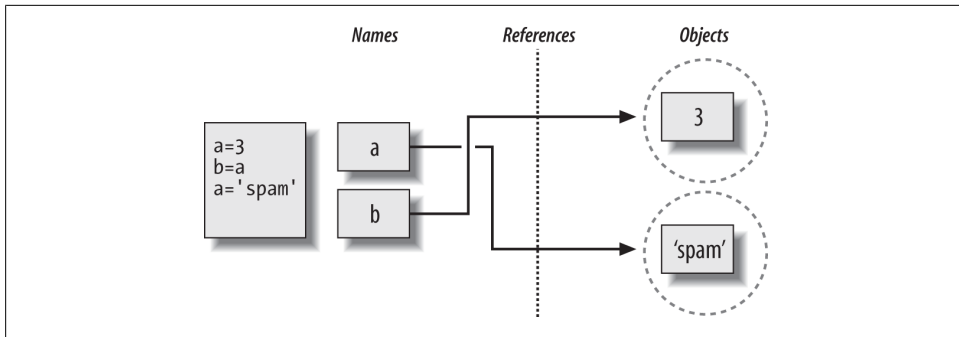 Names References Objects
a=3
b=a
a='spam'
a
b
3
'spam'